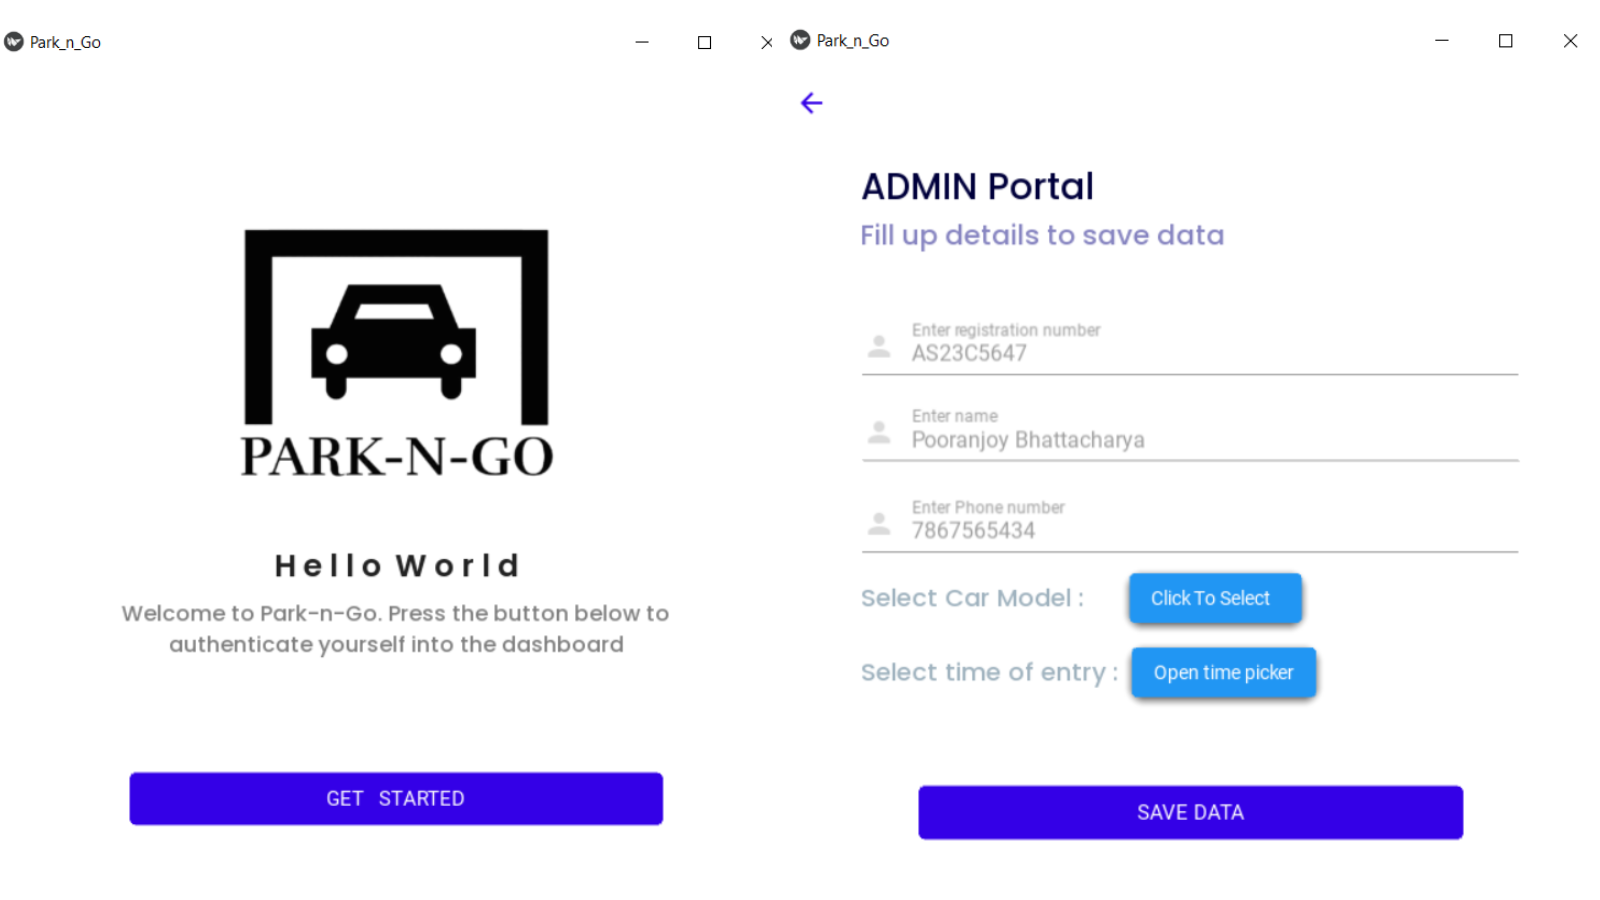 Park_n_Go
PARK-N-GO
Hello World
Welcome to Park-n-Go. Press the button below to
authenticate yourself into the dashboard
GET STARTED
Park_n_Go
ADMIN Portal
Fill up details to save data
Enter registration number
AS23C5647
Enter name
Pooranjoy Bhattacharya
Enter Phone number
7867565434
Select Car Model : Click To Select
Select time of entry : Open time picker
SAVE DATA